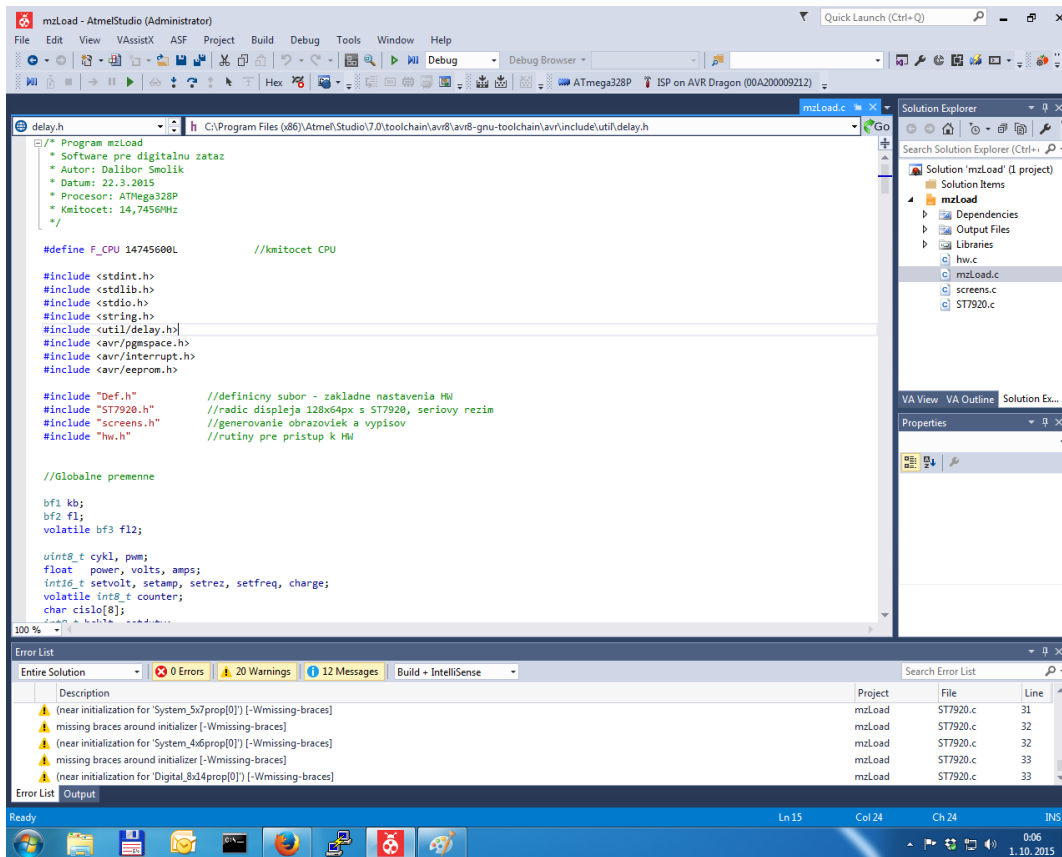 mzLoad - AtmelStudio (Administrator)
Quick Launch (Ctrl+Q)
File Edit View VAssistX ASF Project Build Debug Tools Window Help
Debug Debug Browser
Hex ATmega328P ISP on AVR Dragon (00A200009212)
mzLoad.c
delay.h C:\Program Files (x86)\Atmel\Studio\7.0\toolchain\avr8\avr8-gnu-toolchain\avr\include\util\delay.h Go
/* Program mzLoad
* Software pre digitalnu zataz
* Autor: Dalibor Smolik
* Datum: 22.3.2015
* Procesor: ATMega328P
* Kmitocet: 14,7456MHz
*/
#define F_CPU 14745600L //kmitocet CPU
#include <stdint.h>
#include <stdlib.h>
#include <stdio.h>
#include <string.h>
#include <util/delay.h>
#include <avr/pgmspace.h>
#include <avr/interrupt.h>
#include <avr/eeprom.h>
#include "Def.h" //definicny subor - zakladne nastavenia HW
#include "ST7920.h" //radic displeja 128x64px s ST7920, seriovy rezim
#include "screens.h" //generovanie obrazoviek a vypisov
#include "hw.h" //rutiny pre pristup k HW
//Globalne premenne
bf1 kb;
bf2 fl;
volatile bf3 fl2;
uint8_t cykl, pwm;
float power, volts, amps;
int16_t setvolt, setamp, setrez, setfreq, charge;
volatile int8_t counter;
char cislo[8];
100 %
Solution Explorer
Search Solution Explorer (Ctrl+
Solution 'mzLoad' (1 project)
Solution Items
mzLoad
Dependencies
Output Files
Libraries
hw.c
mzLoad.c
screens.c
ST7920.c
VA View VA Outline Solution Ex...
Properties
Error List
Entire Solution 0 Errors 20 Warnings 12 Messages Build + IntelliSense Search Error List
Description Project File Line
(near initialization for 'System_5x7prop[0]') [-Wmissing-braces] mzLoad ST7920.c 31
missing braces around initializer [-Wmissing-braces] mzLoad ST7920.c 32
(near initialization for 'System_4x6prop[0]') [-Wmissing-braces] mzLoad ST7920.c 32
missing braces around initializer [-Wmissing-braces] mzLoad ST7920.c 33
(near initialization for 'Digital_8x14prop[0]') [-Wmissing-braces] mzLoad ST7920.c 33
Error List Output
Ready Ln 15 Col 24 Ch 24 INS
0:06
1. 10. 2015